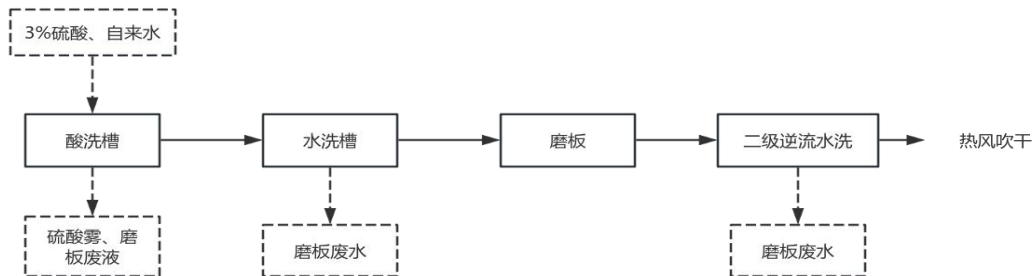 3%硫酸、自来水
酸洗槽
水洗槽
磨板
二级逆流水洗
热风吹干
硫酸雾、磨
板废液
磨板废水
磨板废水